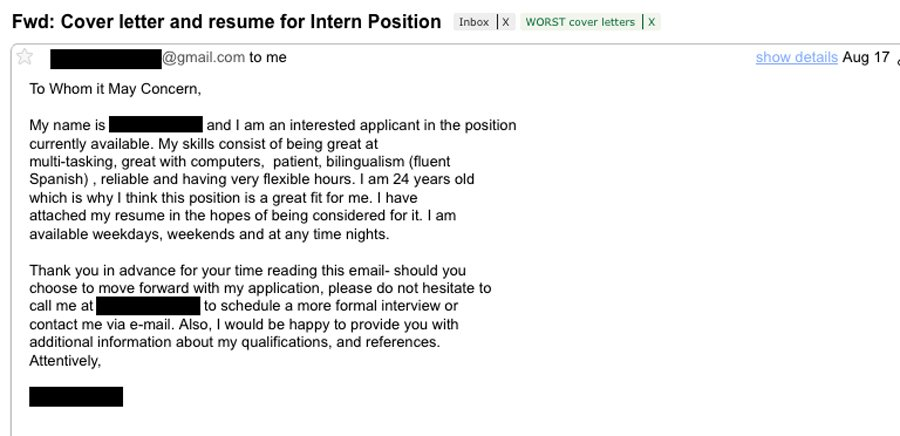 Fwd: Cover letter and resume for Intern Position Inbox X WORST cover letters X
@gmail.com to me show details Aug 17
To Whom it May Concern,
My name is and I am an interested applicant in the position
currently available. My skills consist of being great at
multi-tasking, great with computers,  patient, bilingualism (fluent
Spanish) , reliable and having very flexible hours. I am 24 years old
which is why I think this position is a great fit for me. I have
attached my resume in the hopes of being considered for it. I am
available weekdays, weekends and at any time nights.
Thank you in advance for your time reading this email- should you
choose to move forward with my application, please do not hesitate to
call me at to schedule a more formal interview or
contact me via e-mail. Also, I would be happy to provide you with
additional information about my qualifications, and references.
Attentively,